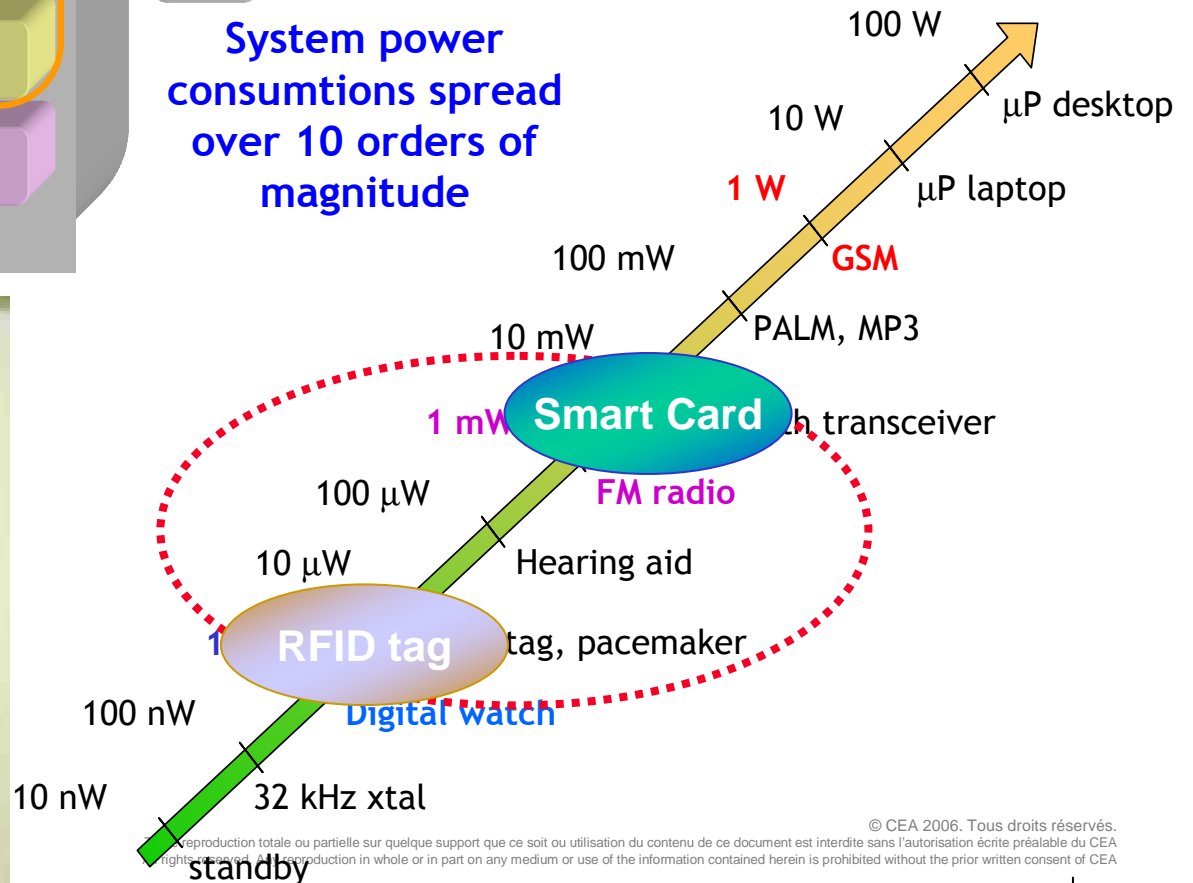 System power
consumtions spread
over 10 orders of
magnitude
100 W
μP desktop
10 W
μP laptop
1 W
GSM
100 mW
PALM, MP3
10 mW
1 mW
Smart Card
transceiver
FM radio
100 μW
Hearing aid
10 μW
RFID tag
tag, pacemaker
Digital watch
100 nW
32 kHz xtal
10 nW
standby
© CEA 2006. Tous droits réservés.
reproduction totale ou partielle sur quelque support que ce soit ou utilisation du contenu de ce document est interdite sans l'autorisation écrite préalable du CEA
rights reserved. Any reproduction in whole or in part on any medium or use of the information contained herein is prohibited without the prior written consent of CEA